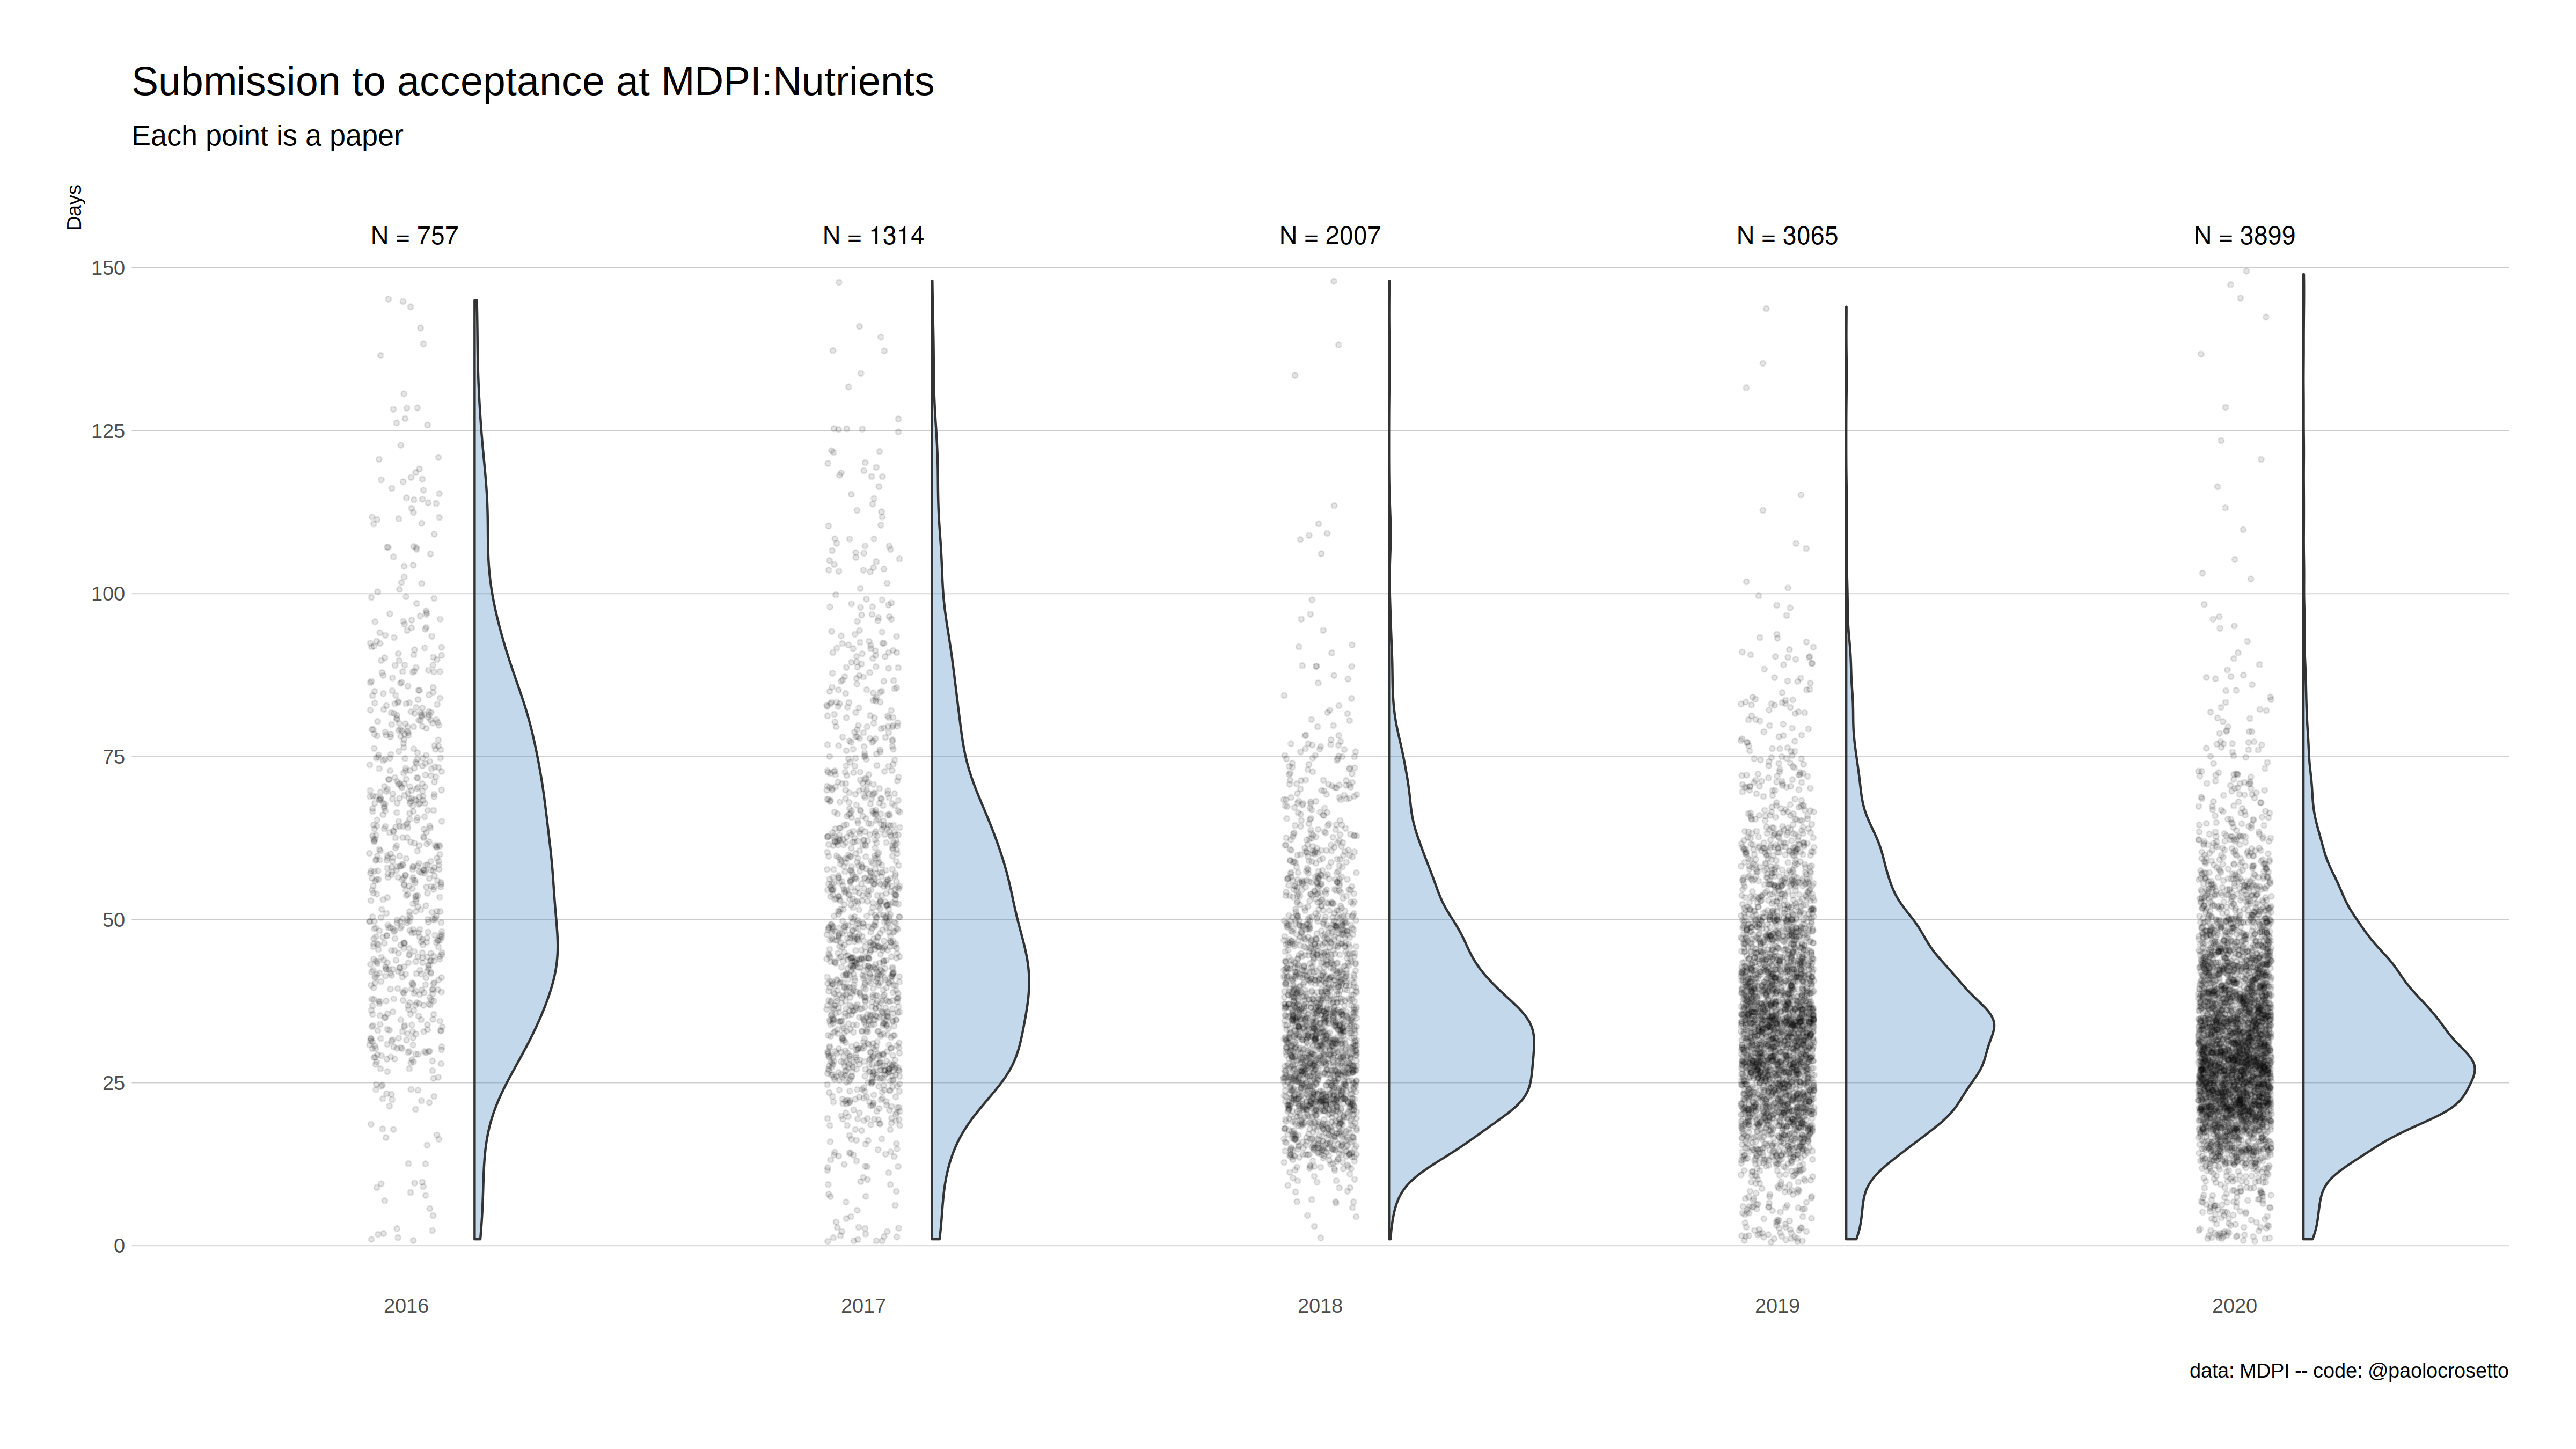 Submission to acceptance at MDPI:Nutrients
Each point is a paper
Days
N = 757 N = 1314 N = 2007 N = 3065 N = 3899
150
125
100
75
50
25
0
2016 2017 2018 2019 2020
data: MDPI -- code: @paolocrosetto